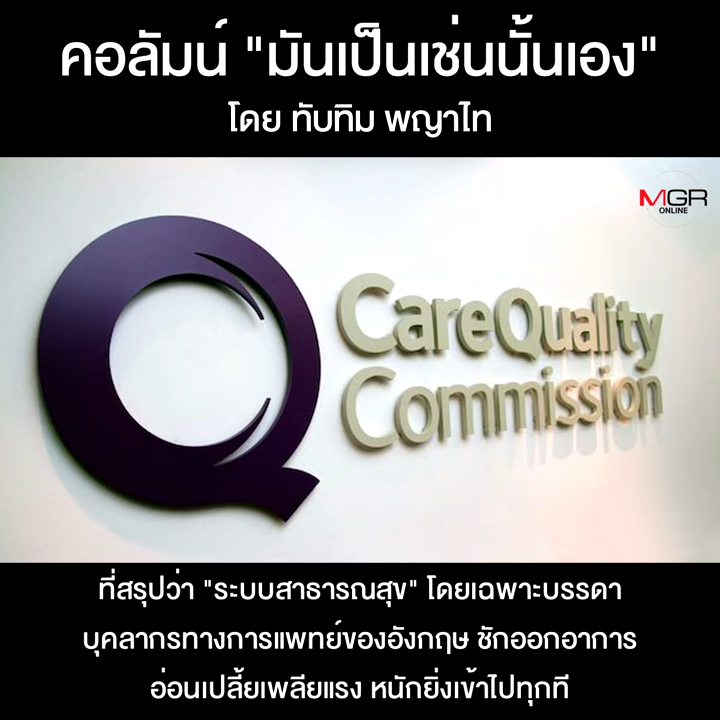 คอลัมน์ "มันเป็นเช่นนั้นเอง"
โดย ทับทิม พญาไท
MGR
ONLINE
CareQuality
Commission
ที่สรุปว่า "ระบบสาธารณสุข" โดยเฉพาะบรรดา
บุคลากรทางการแพทย์ของอังกฤษ ชักออกอาการ
อ่อนเปลี้ยเพลียแรง หนักยิ่งเข้าไปทุกที